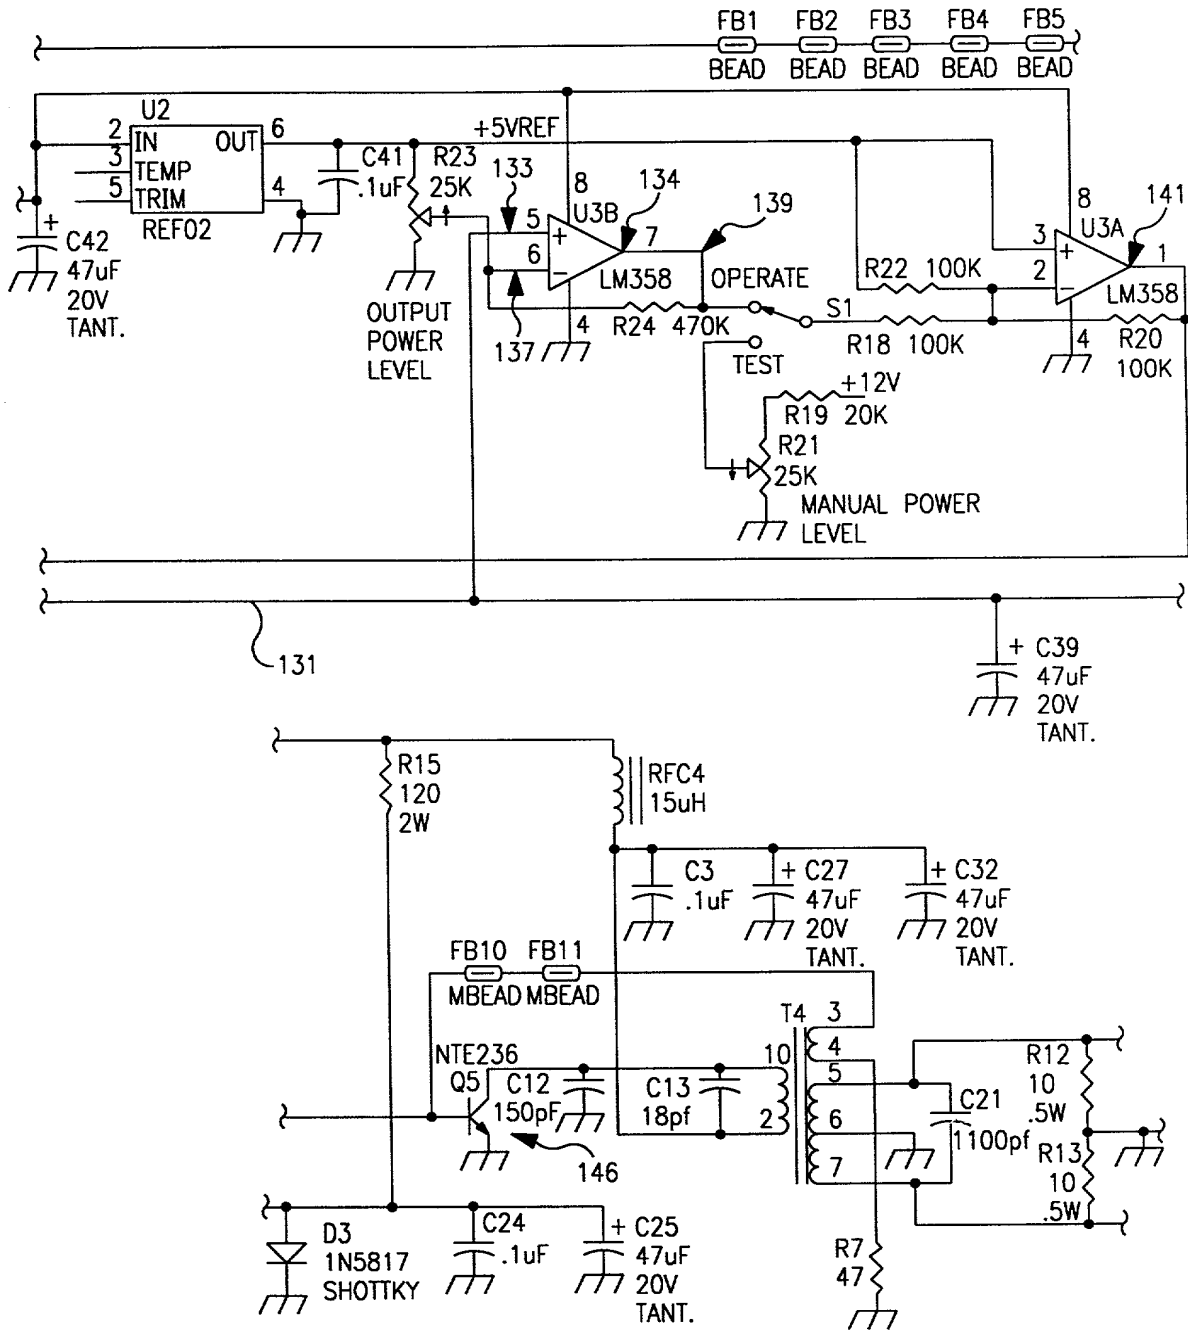 FB1 FB2 FB3 FB4 FB5
BEAD BEAD BEAD BEAD BEAD
U2
2 IN OUT 6
3 TEMP
5 TRIM 4
REF02
+5VREF
C41
.1uF
R23
25K
133
134
139
141
+ C42
47uF
20V
TANT.
OUTPUT
POWER
LEVEL
5 +
6 −
8
U3B
7
LM358
4
137
R24 470K
OPERATE
S1
TEST
R22 100K
R18 100K
3 +
2 −
8
U3A
1
LM358
4
R20
100K
+12V
R19 20K
R21
25K
MANUAL POWER
LEVEL
131
+ C39
47uF
20V
TANT.
R15
120
2W
RFC4
15uH
C3
.1uF
+ C27
47uF
20V
TANT.
+ C32
47uF
20V
TANT.
FB10 FB11
MBEAD MBEAD
NTE236
Q5
C12
150pF
C13
18pf
T4
10
2
3
4
5
6
7
C21
1100pf
R12
10
.5W
R13
10
.5W
146
D3
1N5817
SHOTTKY
C24
.1uF
+ C25
47uF
20V
TANT.
R7
47